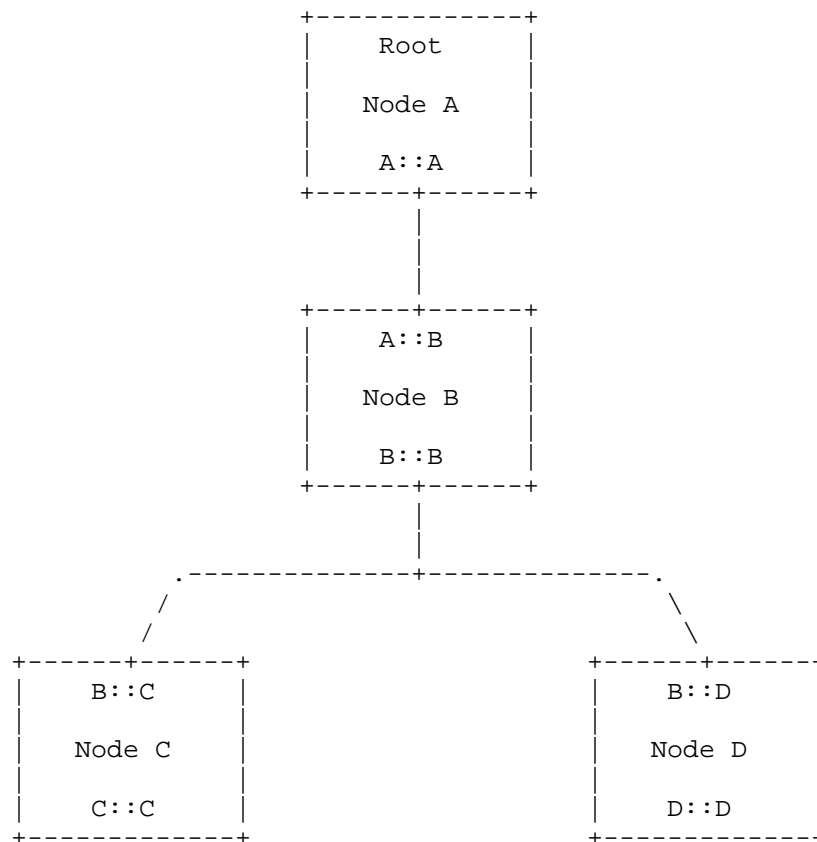 Root
Node A
A::A
A::B
Node B
B::B
B::C
Node C
C::C
B::D
Node D
D::D